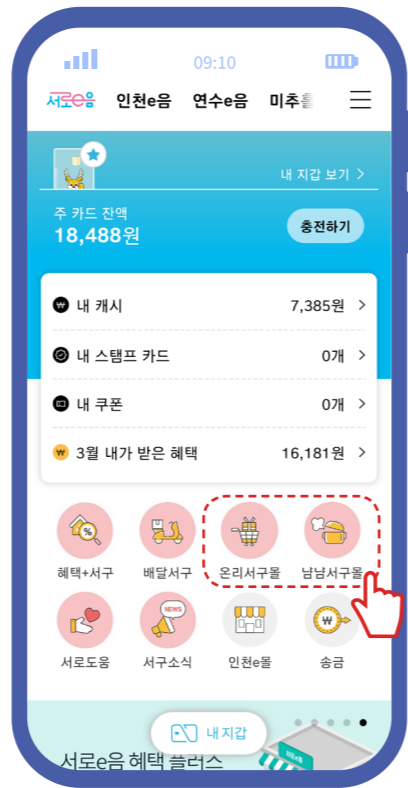 09:10
서로e음 인천e음 연수e음 미추홀
내 지갑 보기 >
주 카드 잔액
18,488원
충전하기
₩ 내 캐시 7,385원 >
내 스탬프 카드 0개 >
내 쿠폰 0개 >
₩ 3월 내가 받은 혜택 16,181원 >
%
NEWS
₩
혜택+서구 배달서구 온리서구몰 냠냠서구몰
서로도움 서구소식 인천e몰 송금
내 지갑
서로e음 혜택 플러스